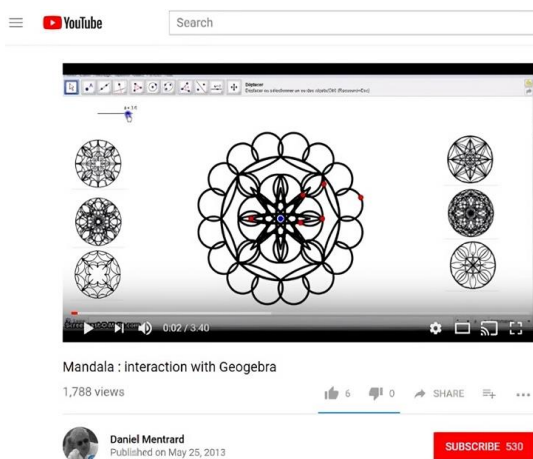 YouTube
Search
Déplacer
k = 16
0:02 / 3:40
Mandala : interaction with Geogebra
1,788 views
6
0
SHARE
Daniel Mentrard
Published on May 25, 2013
SUBSCRIBE 530